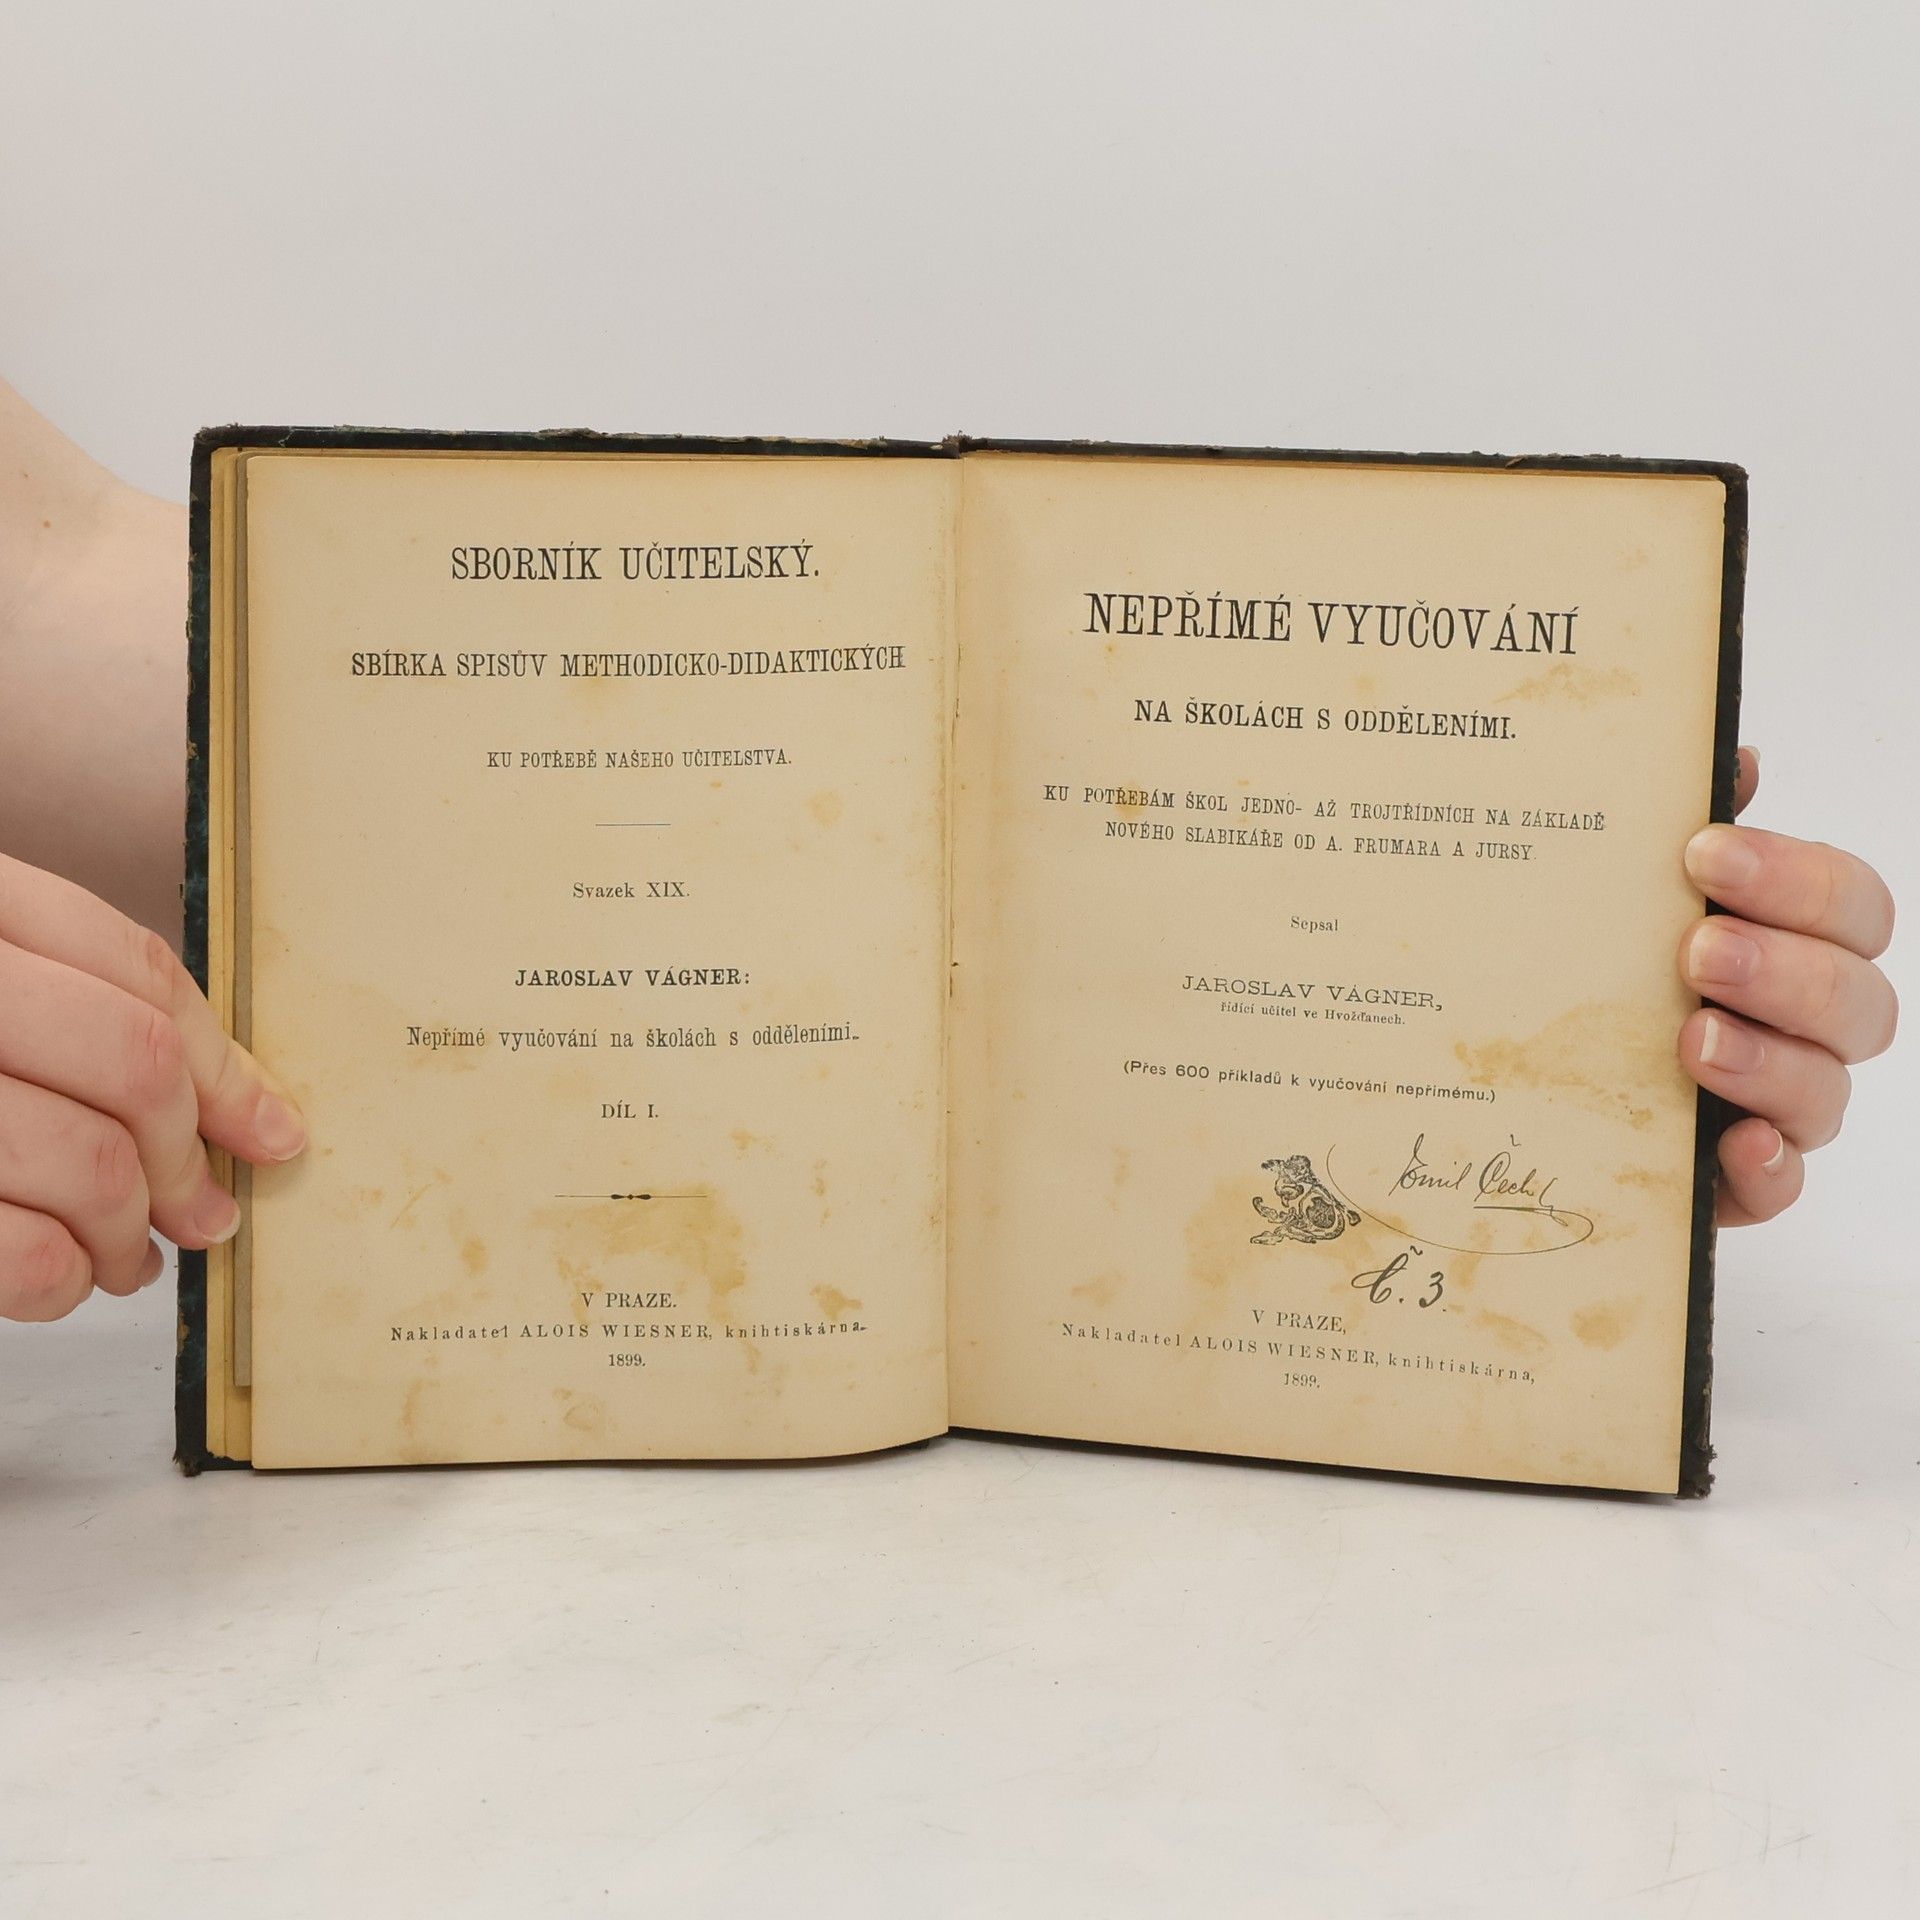 SBORNÍK UČITELSKÝ.
SBÍRKA SPISŮV METHODICKO-DIDAKTICKÝCH
KU POTŘEBĚ NAŠEHO UČITELSTVA.
Svazek XIX.
JAROSLAV VÁGNER:
Nepřímé vyučování na školách s odděleními.
DÍL I.
V PRAZE.
Nakladatel ALOIS WIESNER, knihtiskárna.
1899.
NEPŘÍMÉ VYUČOVÁNÍ
NA ŠKOLÁCH S ODDĚLENÍMI.
KU POTŘEBÁM ŠKOL JEDNO- AŽ TROJTŘÍDNÍCH NA ZÁKLADĚ
NOVÉHO SLABIKÁŘE OD A. FRUMARA A JURSY.
Sepsal
JAROSLAV VÁGNER,
řídící učitel ve Hvožďanech.
(Přes 600 příkladů k vyučování nepřímému.)
Emil Čech
Č. 3.
V PRAZE,
Nakladatel ALOIS WIESNER, knihtiskárna,
1899.